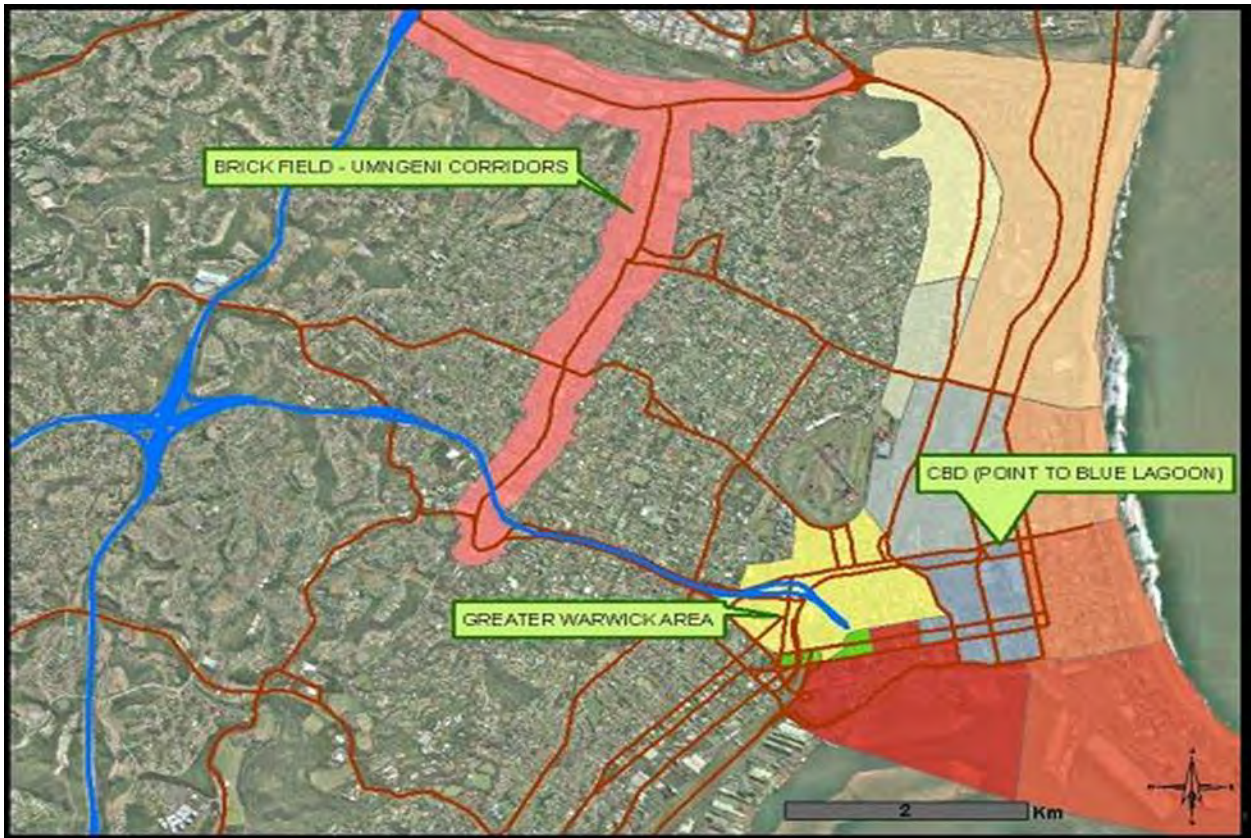 BRICK FIELD - UMNGENI CORRIDORS
CBD (POINT TO BLUE LAGOON)
GREATER WARWICK AREA
2 Km